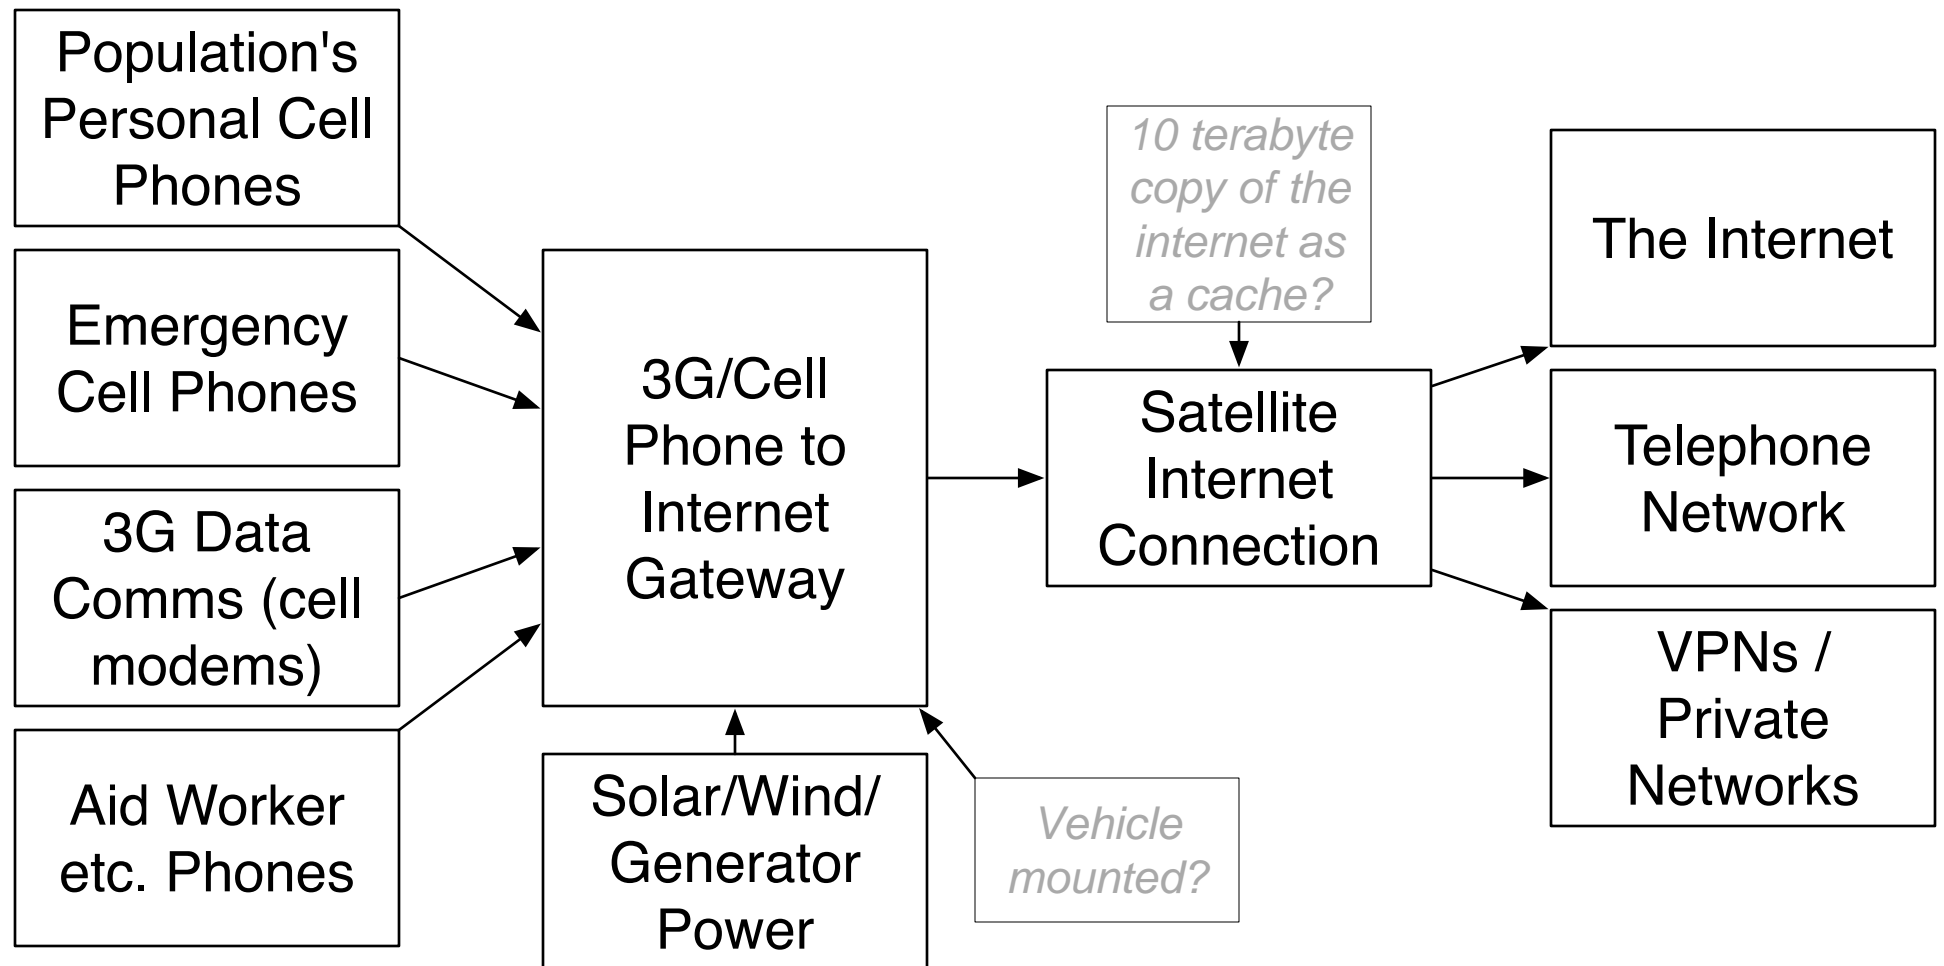 Population's
Personal Cell
Phones
Emergency
Cell Phones
3G Data
Comms (cell
modems)
Aid Worker
etc. Phones
3G/Cell
Phone to
Internet
Gateway
Solar/Wind/
Generator
Power
Vehicle
mounted?
10 terabyte
copy of the
internet as
a cache?
Satellite
Internet
Connection
The Internet
Telephone
Network
VPNs /
Private
Networks